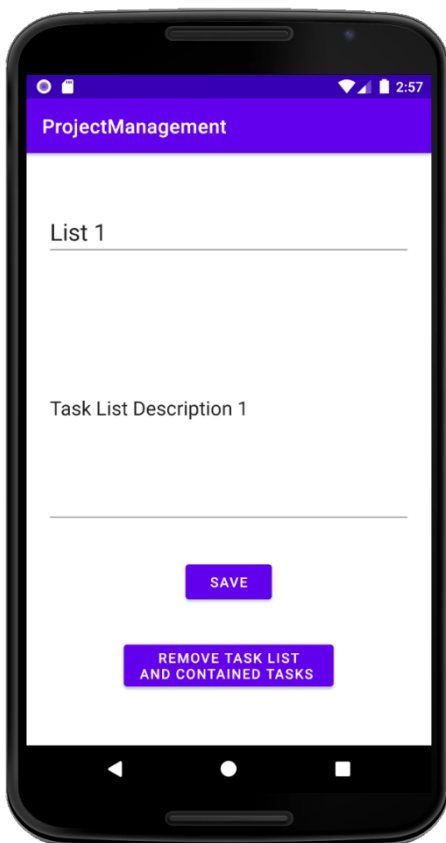 2:57
ProjectManagement
List 1
Task List Description 1
SAVE
REMOVE TASK LIST
AND CONTAINED TASKS